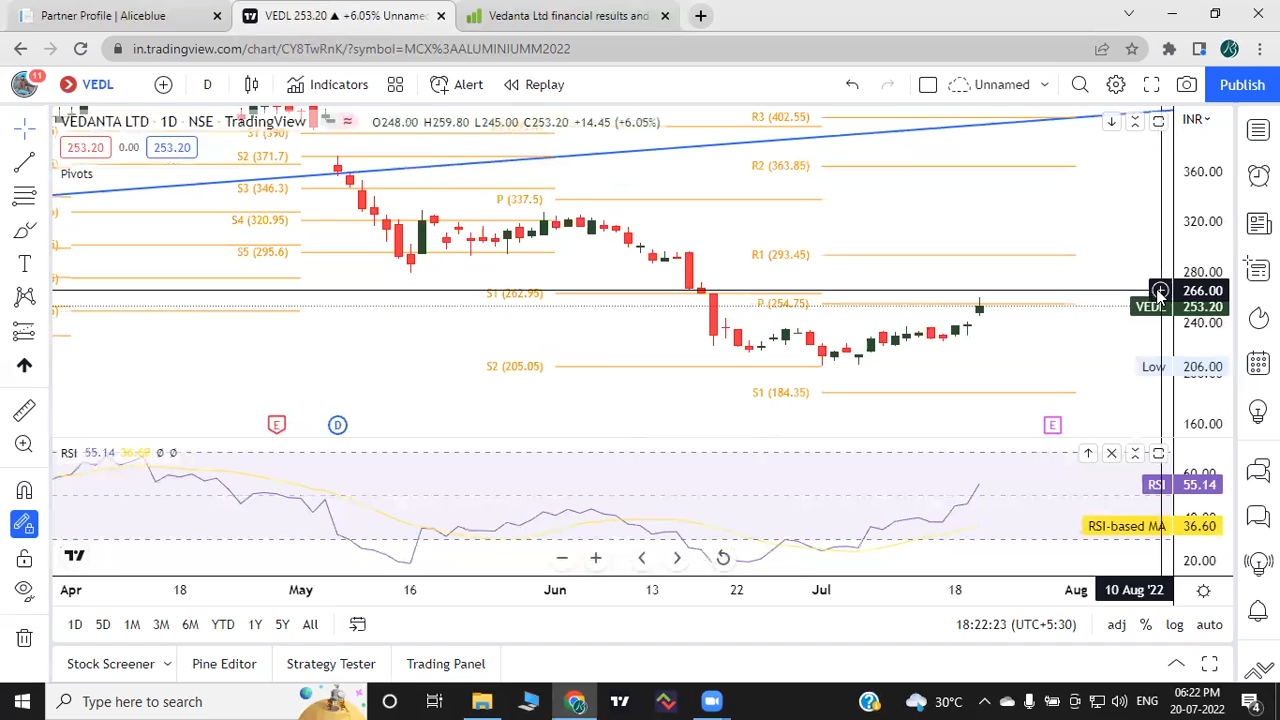 Partner Profile | Aliceblue
VEDL 253.20 ▲ +6.05% Unname
Vedanta Ltd financial results and
in.tradingview.com/chart/CY8TwRnK/?symbol=MCX%3AALUMINIUMM2022
11
VEDL
D
Indicators
Alert
Replay
Unnamed
Publish
VEDANTA LTD · 1D · NSE · TradingView
O248.00 H259.80 L245.00 C253.20 +14.45 (+6.05%)
INR
253.20
0.00
253.20
Pivots
S1 (390)
S2 (371.7)
S3 (346.3)
S4 (320.95)
S5 (295.6)
P (337.5)
S1 (262.95)
S2 (205.05)
R3 (402.55)
R2 (363.85)
R1 (293.45)
P (254.75)
S1 (184.35)
360.00
320.00
280.00
266.00
VEDL 253.20
240.00
Low 206.00
160.00
E
D
E
RSI 55.14 36.60 Ø Ø
60.00
RSI 55.14
RSI-based MA 36.60
20.00
Apr 18 May 16 Jun 13 22 Jul 18 Aug 10 Aug '22
1D 5D 1M 3M 6M YTD 1Y 5Y All
18:22:23 (UTC+5:30)
adj % log auto
Stock Screener
Pine Editor
Strategy Tester
Trading Panel
Type here to search
30°C
ENG
06:22 PM
20-07-2022
4